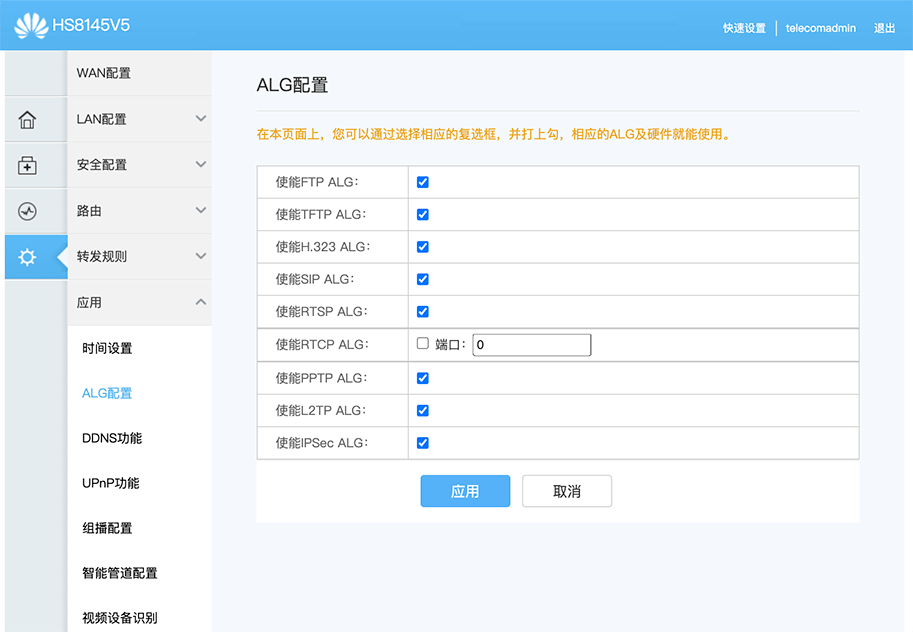 HS8145V5
快速设置 telecomadmin 退出
WAN配置
LAN配置
安全配置
路由
转发规则
应用
时间设置
ALG配置
DDNS功能
UPnP功能
组播配置
智能管道配置
视频设备识别
ALG配置
在本页面上，您可以通过选择相应的复选框，并打上勾，相应的ALG及硬件就能使用。
使能FTP ALG：
使能TFTP ALG：
使能H.323 ALG：
使能SIP ALG：
使能RTSP ALG：
使能RTCP ALG： 端口： 0
使能PPTP ALG：
使能L2TP ALG：
使能IPSec ALG：
应用 取消